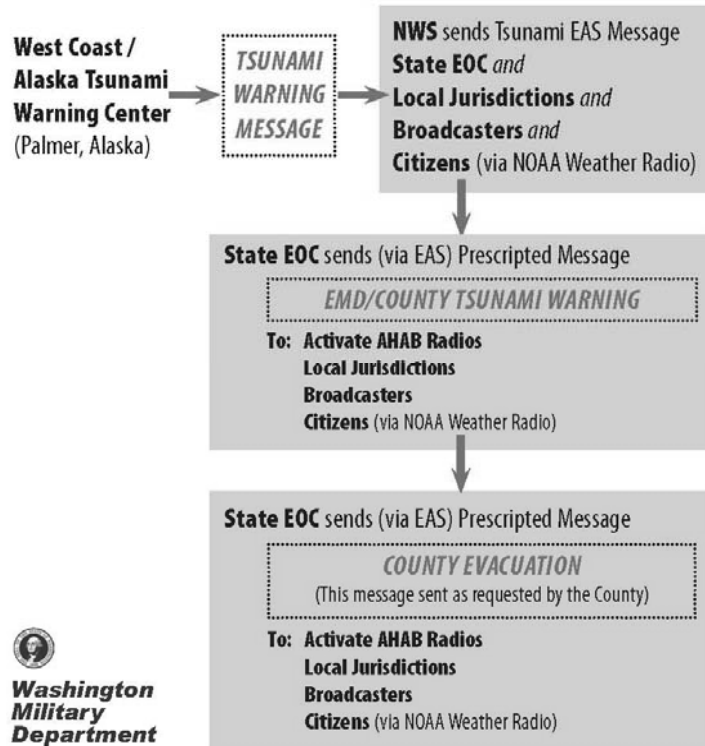 West Coast /
Alaska Tsunami
Warning Center
(Palmer, Alaska)
TSUNAMI
WARNING
MESSAGE
NWS sends Tsunami EAS Message
State EOC and
Local Jurisdictions and
Broadcasters and
Citizens (via NOAA Weather Radio)
State EOC sends (via EAS) Prescripted Message
EMD/COUNTY TSUNAMI WARNING
To: Activate AHAB Radios
Local Jurisdictions
Broadcasters
Citizens (via NOAA Weather Radio)
State EOC sends (via EAS) Prescripted Message
COUNTY EVACUATION
(This message sent as requested by the County)
To: Activate AHAB Radios
Local Jurisdictions
Broadcasters
Citizens (via NOAA Weather Radio)
Washington
Military
Department